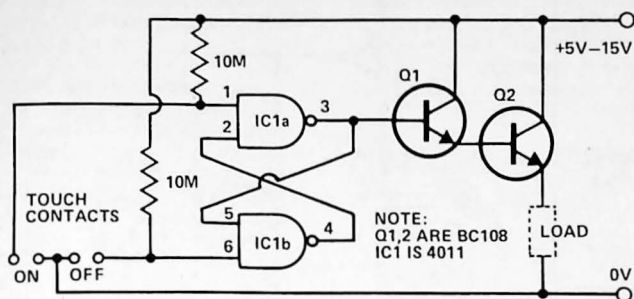 +5V–15V
10M
Q1
Q2
1
IC1a
3
2
10M
TOUCH
CONTACTS
5
IC1b
4
6
NOTE:
Q1,2 ARE BC108
IC1 IS 4011
LOAD
ON
OFF
0V